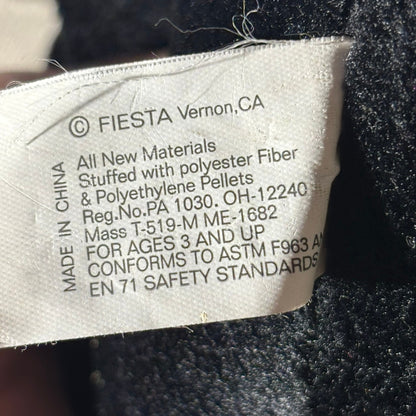 © FIESTA Vernon,CA
MADE IN CHINA
All New Materials
Stuffed with polyester Fiber
& Polyethylene Pellets
Reg.No.PA 1030. OH-12240
Mass T-519-M ME-1682
FOR AGES 3 AND UP
CONFORMS TO ASTM F963
EN 71 SAFETY STANDARDS